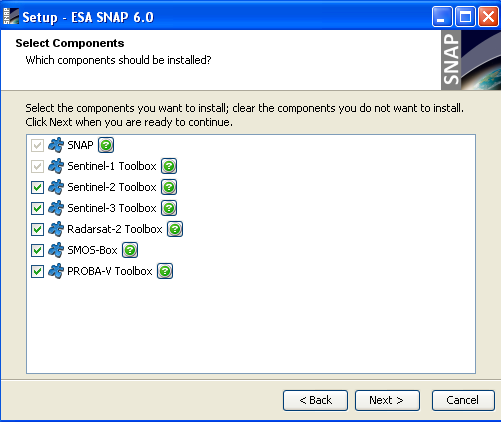 SNAP
Setup - ESA SNAP 6.0
Select Components
Which components should be installed?
SNAP
Select the components you want to install; clear the components you do not want to install.
Click Next when you are ready to continue.
SNAP
Sentinel-1 Toolbox
Sentinel-2 Toolbox
Sentinel-3 Toolbox
Radarsat-2 Toolbox
SMOS-Box
PROBA-V Toolbox
< Back
Next >
Cancel